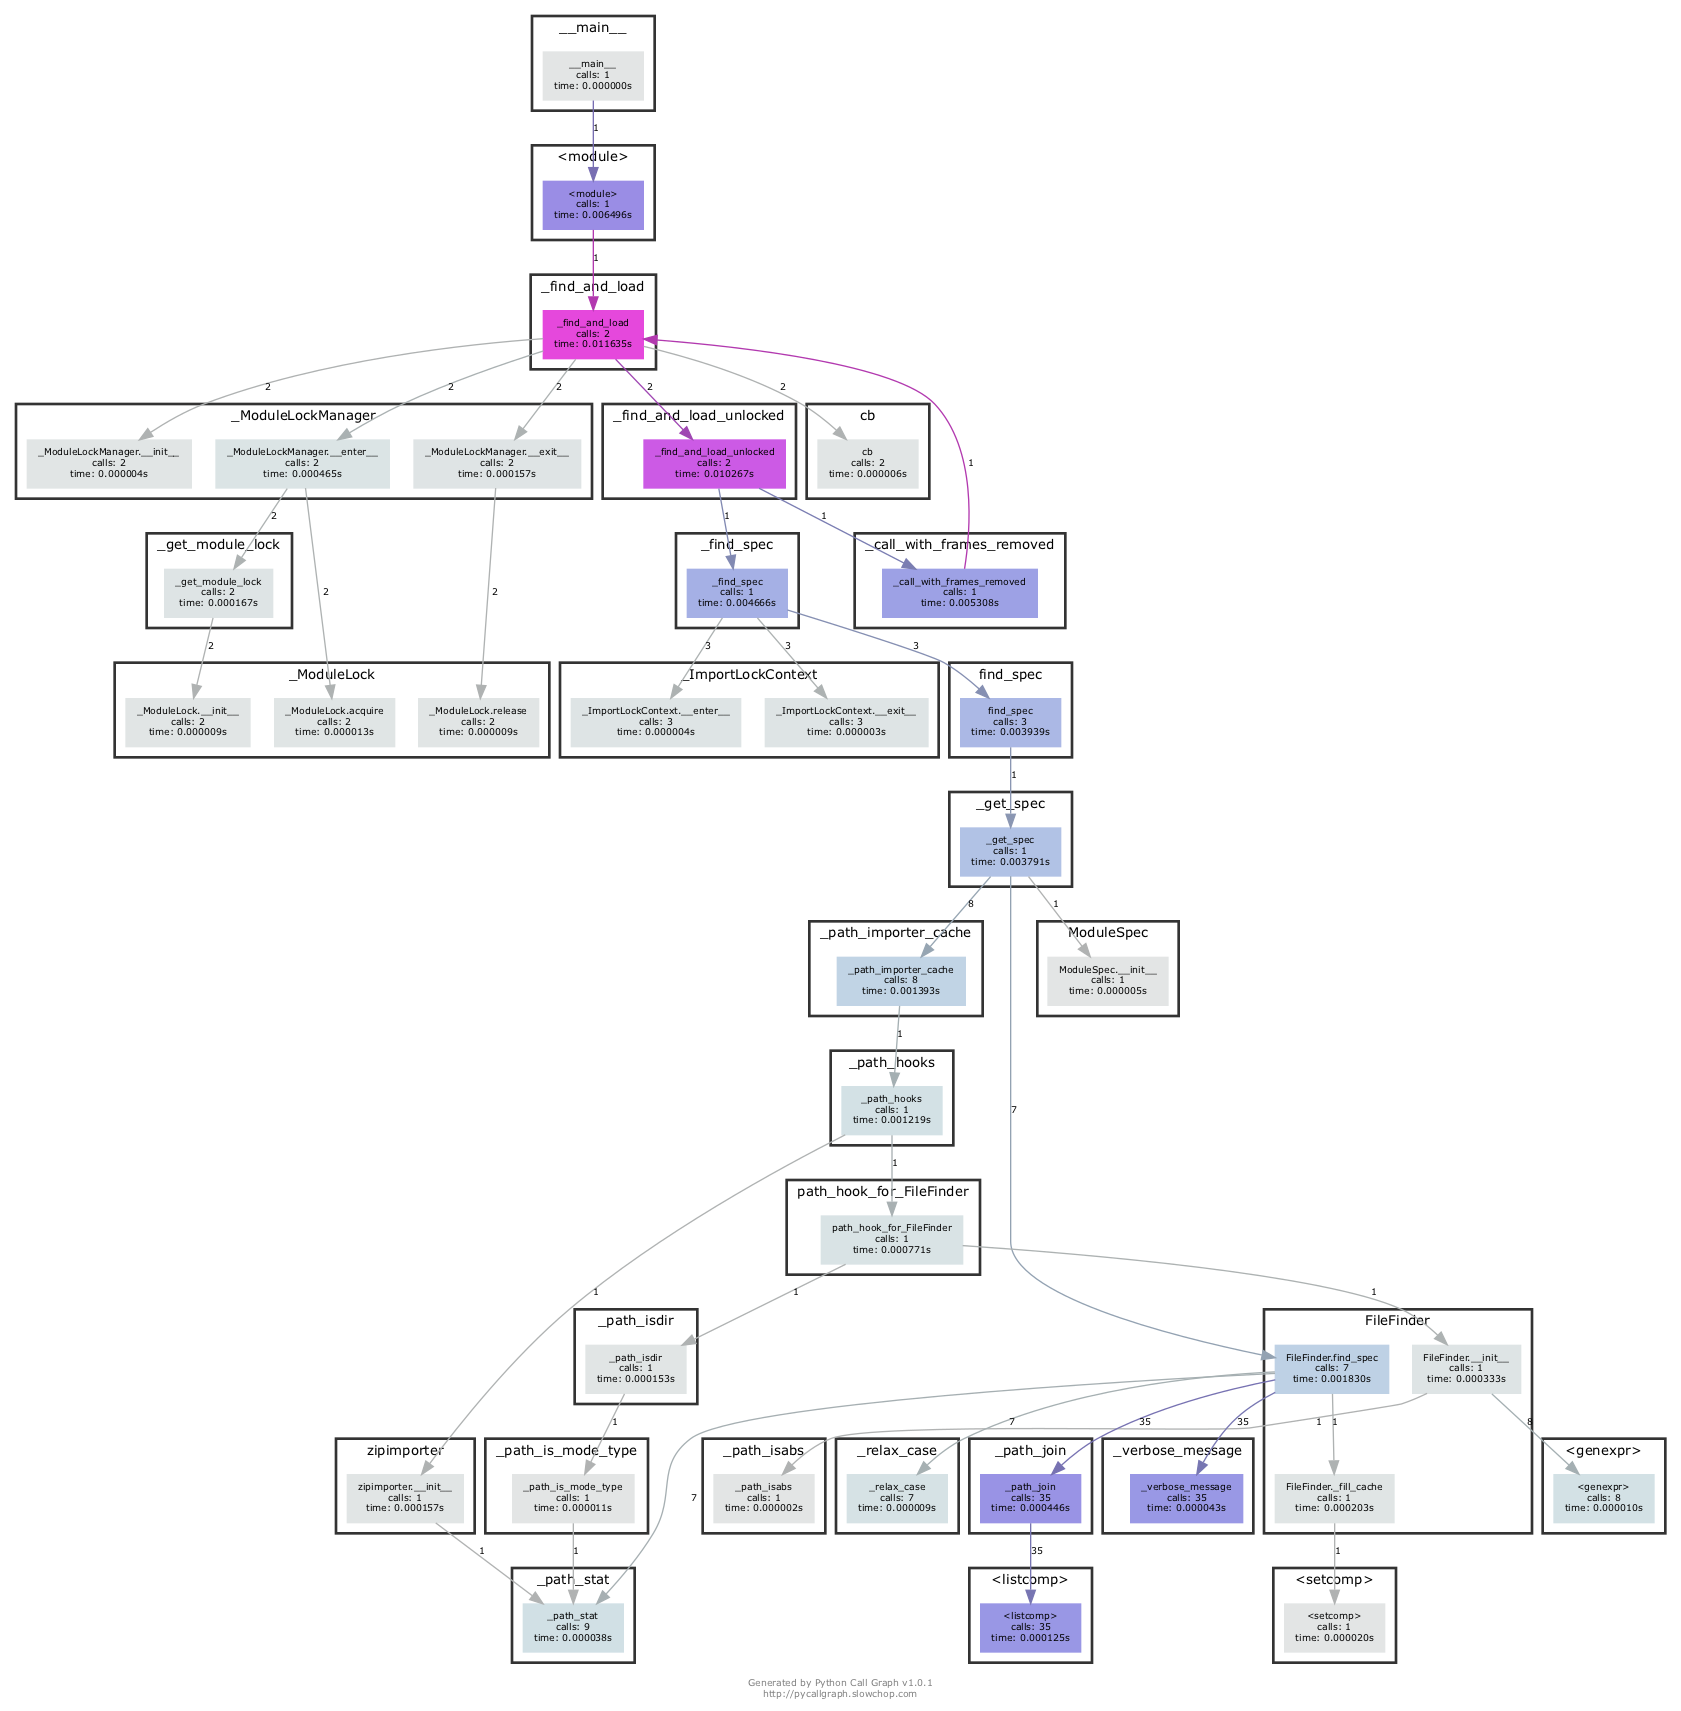 __main__
__main__
calls: 1
time: 0.000000s
1
<module>
<module>
calls: 1
time: 0.006496s
1
_find_and_load
_find_and_load
calls: 2
time: 0.011635s
2
2
2
2
2
_ModuleLockManager
_ModuleLockManager.__init__
calls: 2
time: 0.000004s
_ModuleLockManager.__enter__
calls: 2
time: 0.000465s
_ModuleLockManager.__exit__
calls: 2
time: 0.000157s
_find_and_load_unlocked
_find_and_load_unlocked
calls: 2
time: 0.010267s
cb
cb
calls: 2
time: 0.000006s
1
2
1
1
_get_module_lock
_get_module_lock
calls: 2
time: 0.000167s
2
2
_find_spec
_find_spec
calls: 1
time: 0.004666s
_call_with_frames_removed
_call_with_frames_removed
calls: 1
time: 0.005308s
2
3
3
3
_ModuleLock
_ModuleLock.__init__
calls: 2
time: 0.000009s
_ModuleLock.acquire
calls: 2
time: 0.000013s
_ModuleLock.release
calls: 2
time: 0.000009s
_ImportLockContext
_ImportLockContext.__enter__
calls: 3
time: 0.000004s
_ImportLockContext.__exit__
calls: 3
time: 0.000003s
find_spec
find_spec
calls: 3
time: 0.003939s
1
_get_spec
_get_spec
calls: 1
time: 0.003791s
8
1
_path_importer_cache
_path_importer_cache
calls: 8
time: 0.001393s
ModuleSpec
ModuleSpec.__init__
calls: 1
time: 0.000005s
1
_path_hooks
_path_hooks
calls: 1
time: 0.001219s
7
1
path_hook_for_FileFinder
path_hook_for_FileFinder
calls: 1
time: 0.000771s
1
1
1
_path_isdir
_path_isdir
calls: 1
time: 0.000153s
FileFinder
FileFinder.find_spec
calls: 7
time: 0.001830s
FileFinder.__init__
calls: 1
time: 0.000333s
1
7
35
35
1
1
8
zipimporter
zipimporter.__init__
calls: 1
time: 0.000157s
_path_is_mode_type
_path_is_mode_type
calls: 1
time: 0.000011s
7
_path_isabs
_path_isabs
calls: 1
time: 0.000002s
_relax_case
_relax_case
calls: 7
time: 0.000009s
_path_join
_path_join
calls: 35
time: 0.000446s
_verbose_message
_verbose_message
calls: 35
time: 0.000043s
FileFinder._fill_cache
calls: 1
time: 0.000203s
<genexpr>
<genexpr>
calls: 8
time: 0.000010s
1
1
35
1
_path_stat
_path_stat
calls: 9
time: 0.000038s
<listcomp>
<listcomp>
calls: 35
time: 0.000125s
<setcomp>
<setcomp>
calls: 1
time: 0.000020s
Generated by Python Call Graph v1.0.1
http://pycallgraph.slowchop.com